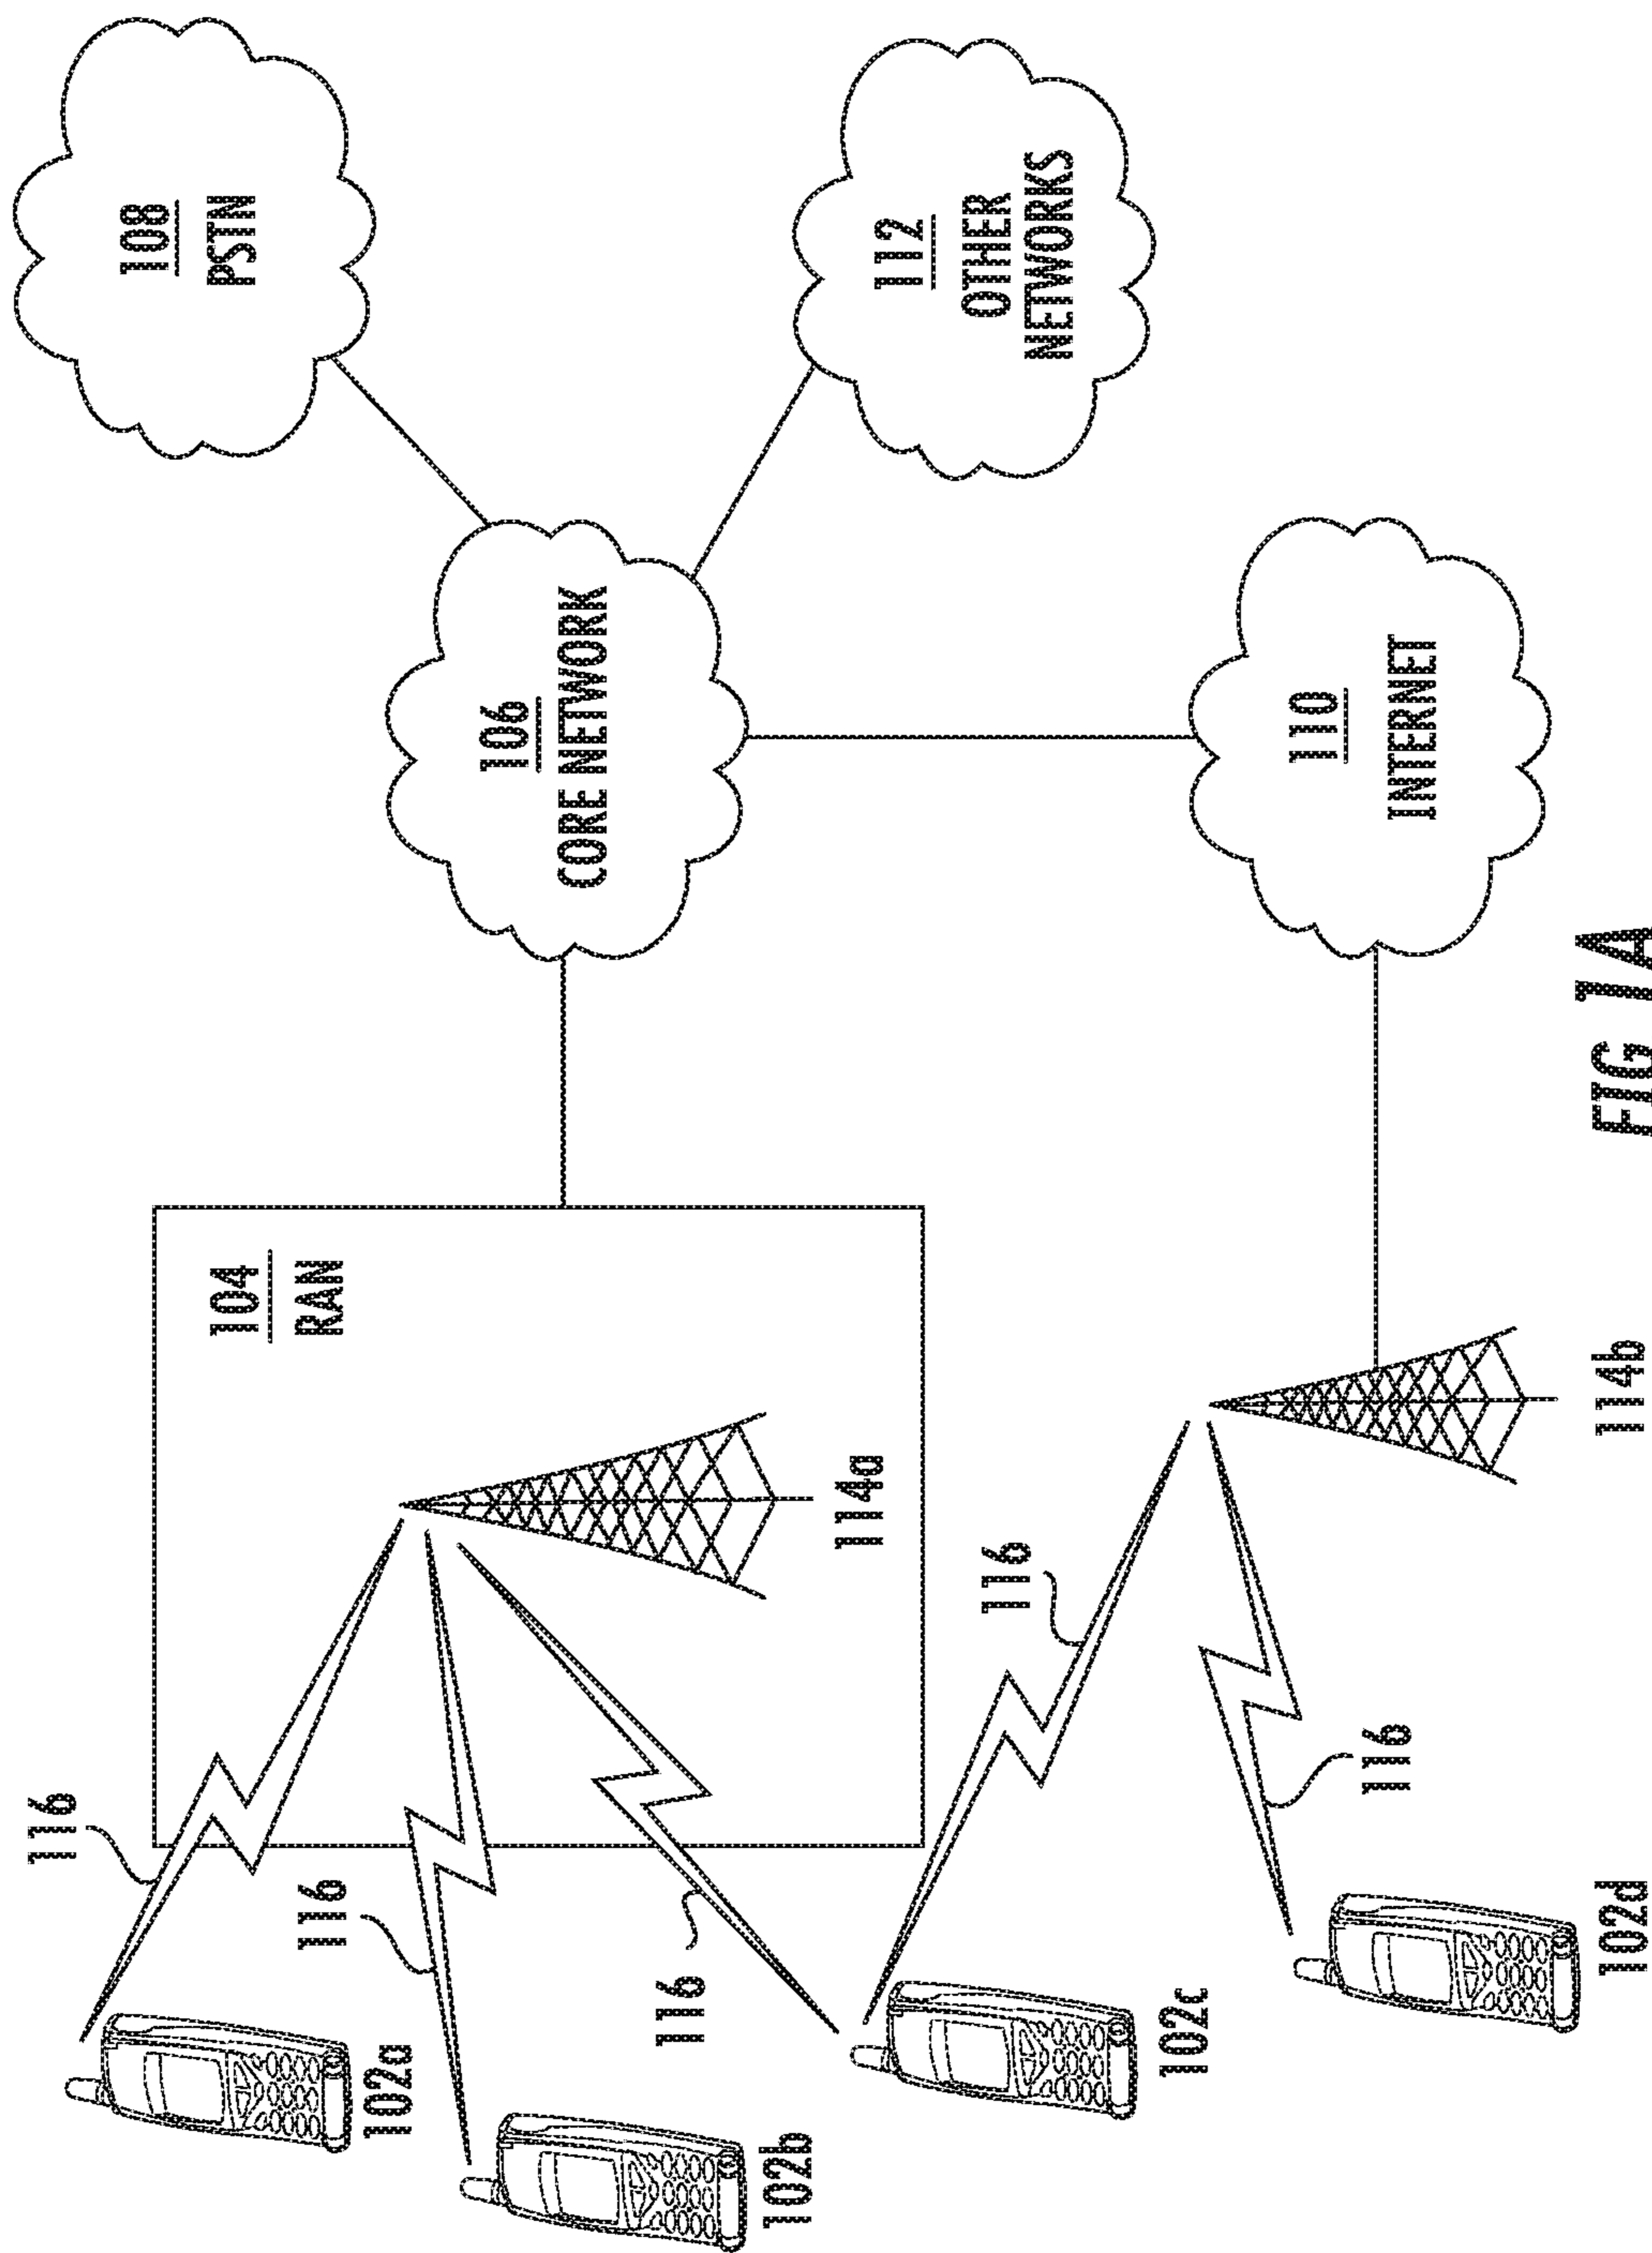 116
102a
116
102b
116
102c
116
102d
116
104
RAN
114a
114b
106
CORE NETWORK
108
PSTN
112
OTHER
NETWORKS
110
INTERNET
FIG 1A